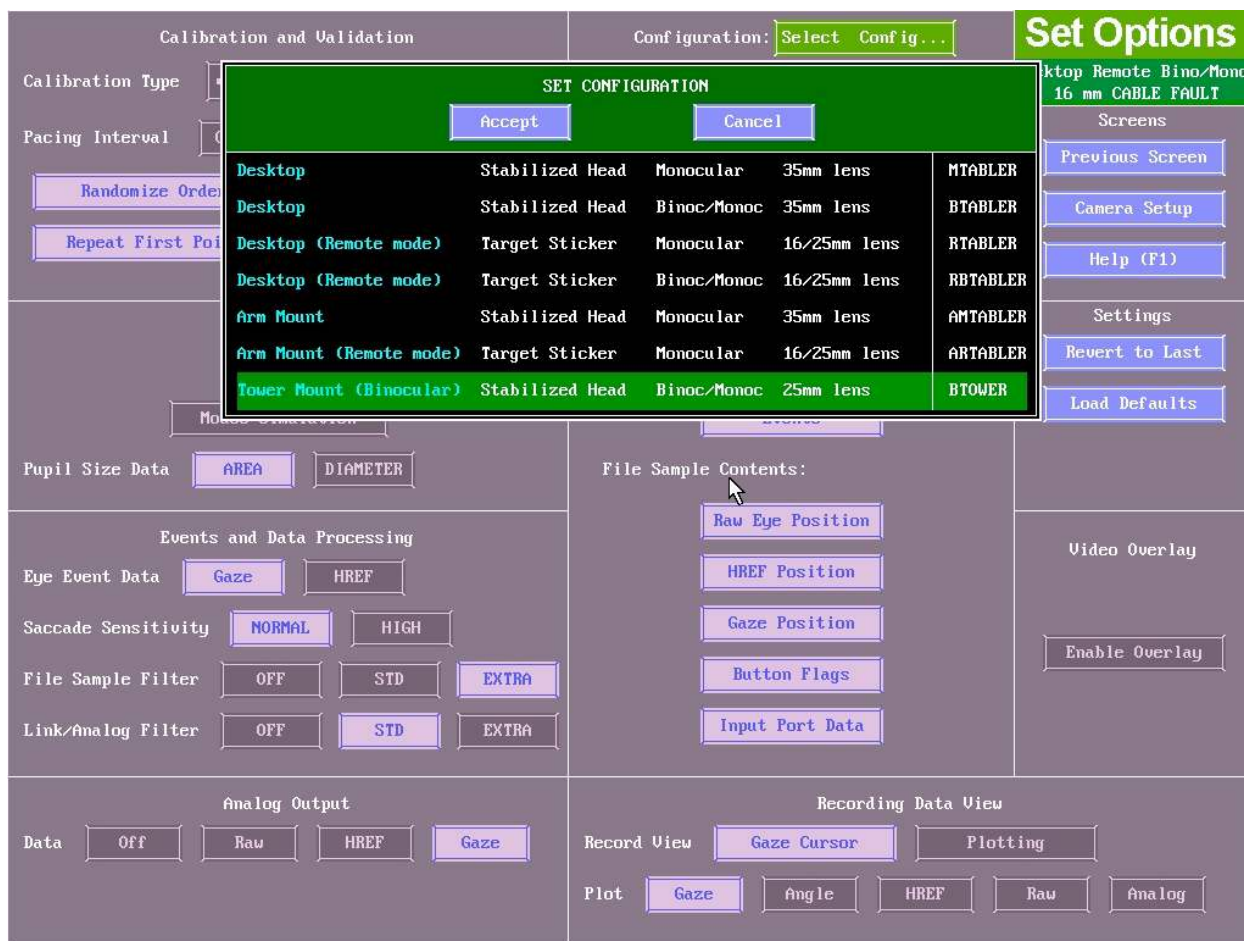 Calibration and Validation
Configuration: Select Config...
Set Options
ktop Remote Bino/Mono
16 mm CABLE FAULT
Calibration Type
Pacing Interval
Randomize Order
Repeat First Poi
SET CONFIGURATION
Accept Cancel
Desktop Stabilized Head Monocular 35mm lens MTABLER
Desktop Stabilized Head Binoc/Monoc 35mm lens BTABLER
Desktop (Remote mode) Target Sticker Monocular 16/25mm lens RTABLER
Desktop (Remote mode) Target Sticker Binoc/Monoc 16/25mm lens RBTABLER
Arm Mount Stabilized Head Monocular 35mm lens AMTABLER
Arm Mount (Remote mode) Target Sticker Monocular 16/25mm lens ARTABLER
Tower Mount (Binocular) Stabilized Head Binoc/Monoc 25mm lens BTOWER
Screens
Previous Screen
Camera Setup
Help (F1)
Settings
Revert to Last
Load Defaults
Mouse Simulation
Pupil Size Data AREA DIAMETER
Events and Data Processing
Eye Event Data Gaze HREF
Saccade Sensitivity NORMAL HIGH
File Sample Filter OFF STD EXTRA
Link/Analog Filter OFF STD EXTRA
Events
File Sample Contents:
Raw Eye Position
HREF Position
Gaze Position
Button Flags
Input Port Data
Video Overlay
Enable Overlay
Analog Output
Data Off Raw HREF Gaze
Recording Data View
Record View Gaze Cursor Plotting
Plot Gaze Angle HREF Raw Analog